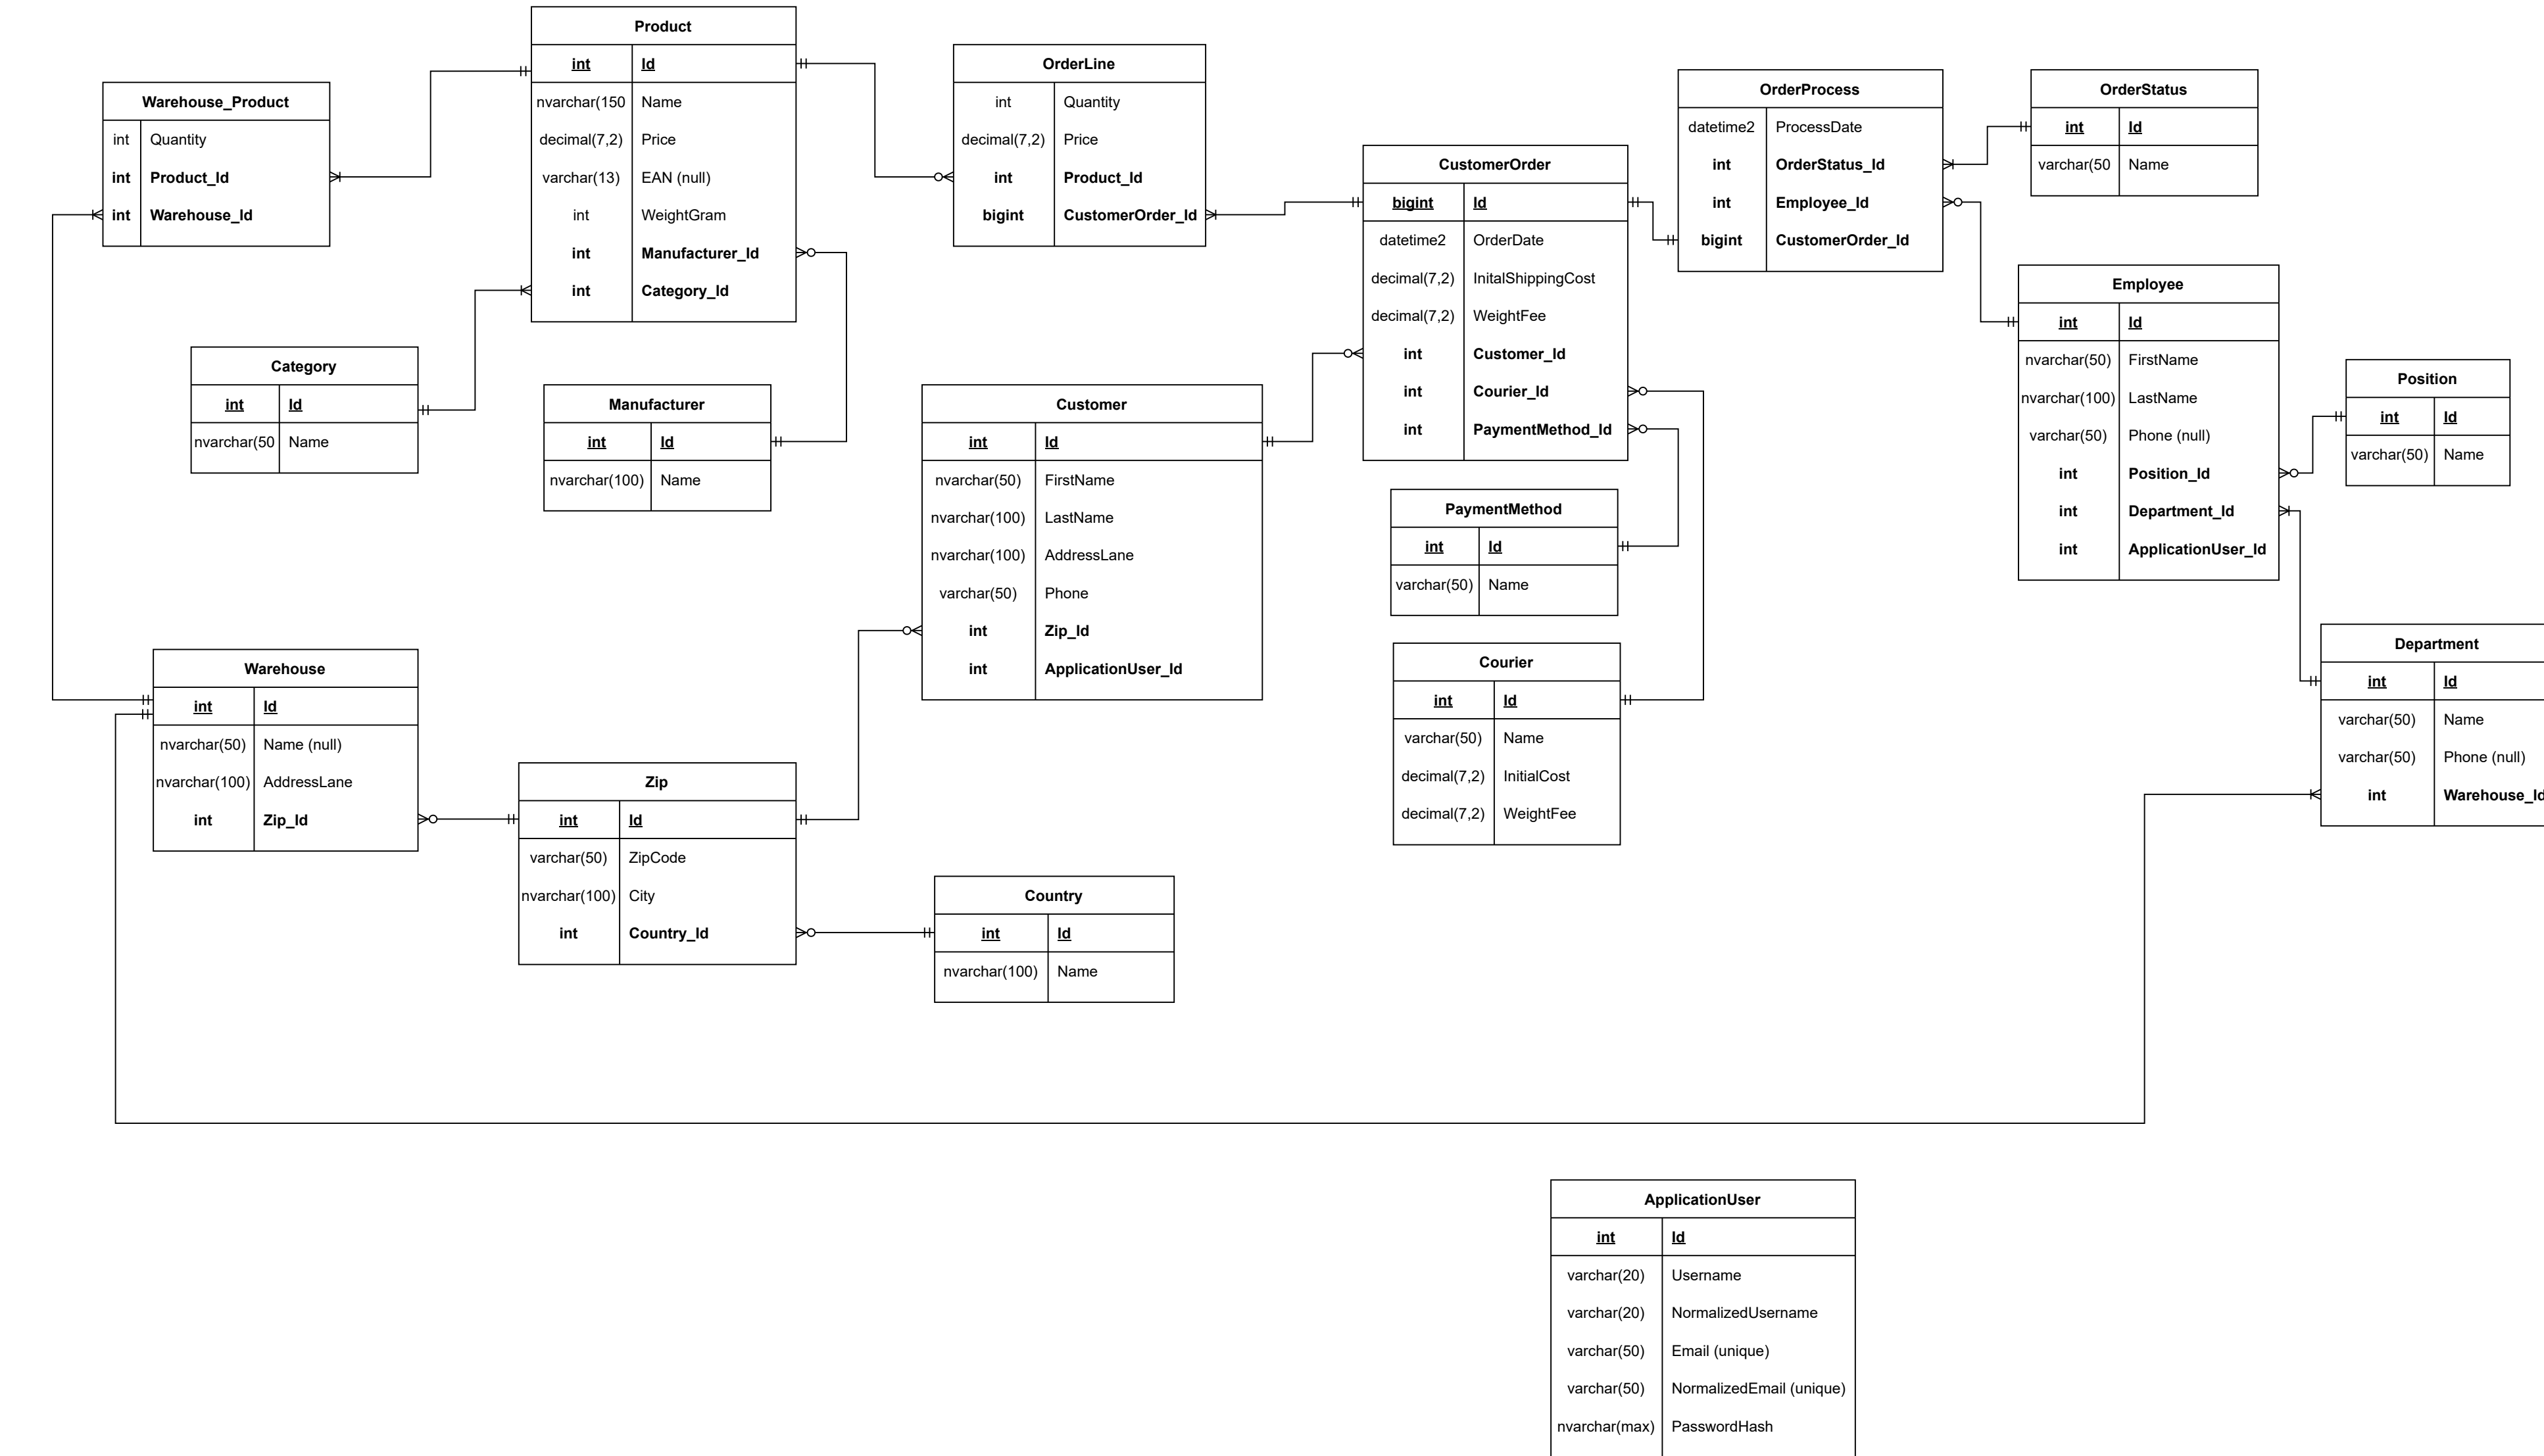 Product
int Id
nvarchar(150 Name
decimal(7,2) Price
varchar(13) EAN (null)
int WeightGram
int Manufacturer_Id
int Category_Id
OrderLine
int Quantity
decimal(7,2) Price
int Product_Id
bigint CustomerOrder_Id
Warehouse_Product
int Quantity
int Product_Id
int Warehouse_Id
OrderProcess
datetime2 ProcessDate
int OrderStatus_Id
int Employee_Id
bigint CustomerOrder_Id
OrderStatus
int Id
varchar(50 Name
CustomerOrder
bigint Id
datetime2 OrderDate
decimal(7,2) InitalShippingCost
decimal(7,2) WeightFee
int Customer_Id
int Courier_Id
int PaymentMethod_Id
Employee
int Id
nvarchar(50) FirstName
nvarchar(100) LastName
varchar(50) Phone (null)
int Position_Id
int Department_Id
int ApplicationUser_Id
Position
int Id
varchar(50) Name
Category
int Id
nvarchar(50 Name
Manufacturer
int Id
nvarchar(100) Name
Customer
int Id
nvarchar(50) FirstName
nvarchar(100) LastName
nvarchar(100) AddressLane
varchar(50) Phone
int Zip_Id
int ApplicationUser_Id
PaymentMethod
int Id
varchar(50) Name
Courier
int Id
varchar(50) Name
decimal(7,2) InitialCost
decimal(7,2) WeightFee
Department
int Id
varchar(50) Name
varchar(50) Phone (null)
int Warehouse_Id
Warehouse
int Id
nvarchar(50) Name (null)
nvarchar(100) AddressLane
int Zip_Id
Zip
int Id
varchar(50) ZipCode
nvarchar(100) City
int Country_Id
Country
int Id
nvarchar(100) Name
ApplicationUser
int Id
varchar(20) Username
varchar(20) NormalizedUsername
varchar(50) Email (unique)
varchar(50) NormalizedEmail (unique)
nvarchar(max) PasswordHash